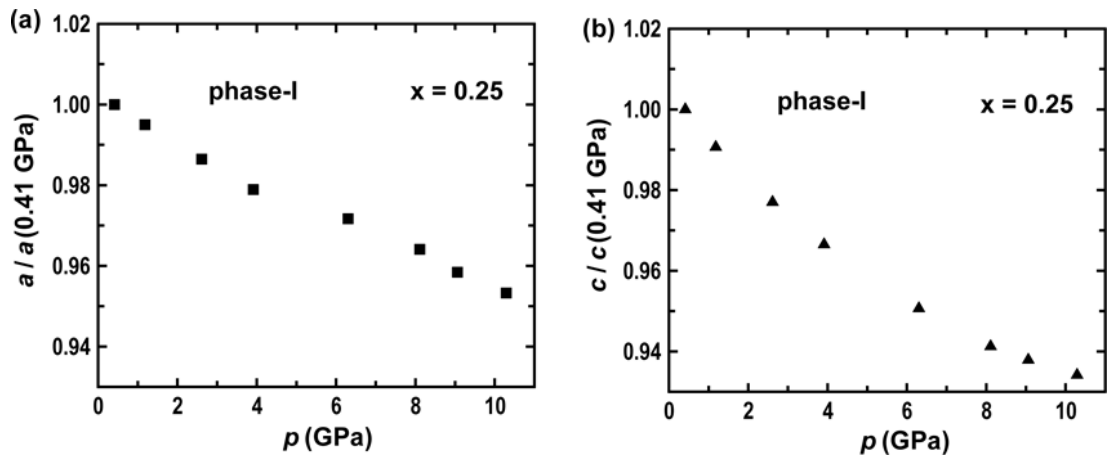 (a)
1.02
1.00
0.98
0.96
0.94
a / a (0.41 GPa)
phase-I
x = 0.25
0 2 4 6 8 10
p (GPa)
(b)
1.02
1.00
0.98
0.96
0.94
c / c (0.41 GPa)
phase-I
x = 0.25
0 2 4 6 8 10
p (GPa)